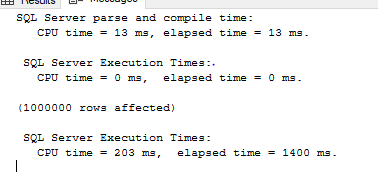 Results Messages
SQL Server parse and compile time:
CPU time = 13 ms, elapsed time = 13 ms.
SQL Server Execution Times:.
CPU time = 0 ms, elapsed time = 0 ms.
(1000000 rows affected)
SQL Server Execution Times:
CPU time = 203 ms, elapsed time = 1400 ms.